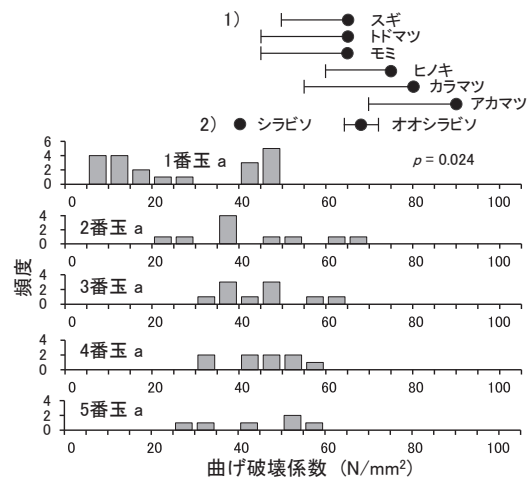 1)
スギ
トドマツ
モミ
ヒノキ
カラマツ
アカマツ
2)
シラビソ
オオシラビソ
6
4
2
0
1番玉 a
p = 0.024
0 20 40 60 80 100
4
2
0
2番玉 a
0 20 40 60 80 100
4
2
0
3番玉 a
0 20 40 60 80 100
4
2
0
4番玉 a
0 20 40 60 80 100
4
2
0
5番玉 a
0 20 40 60 80 100
頻度
曲げ破壊係数 (N/mm²)